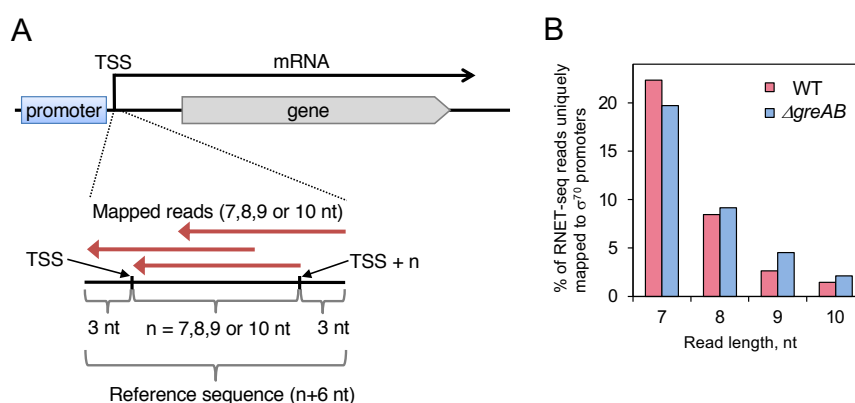 A
TSS
mRNA
promoter
gene
Mapped reads (7,8,9 or 10 nt)
TSS
TSS + n
3 nt
n = 7,8,9 or 10 nt
3 nt
Reference sequence (n+6 nt)
B
% of RNET-seq reads uniquely
mapped to σ⁷⁰ promoters
20
15
10
5
0
WT
ΔgreAB
7
8
9
10
Read length, nt